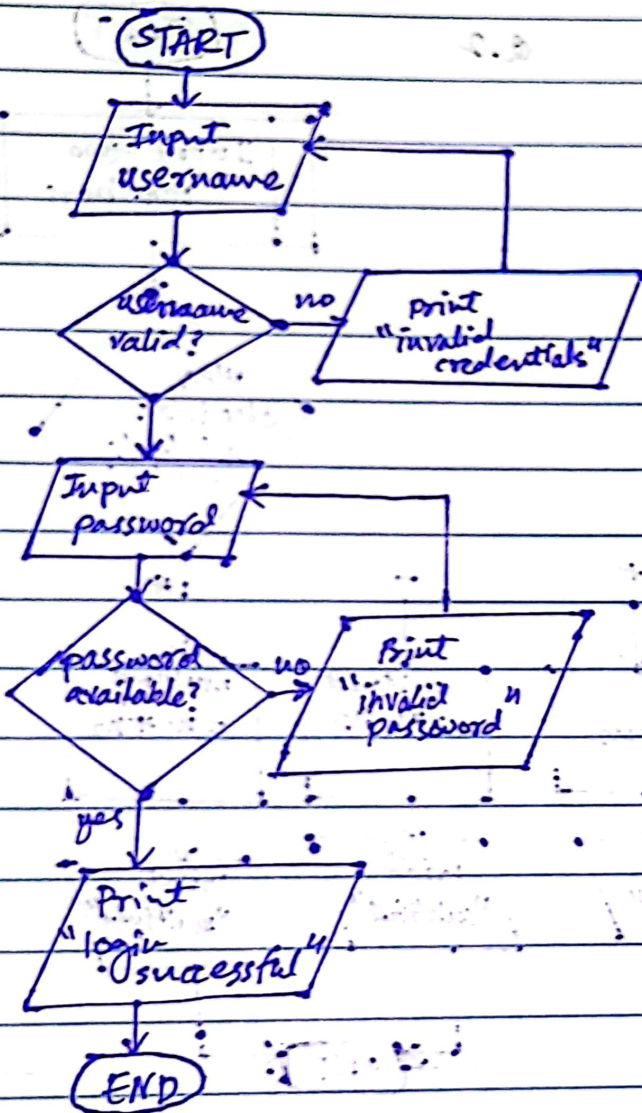 START
Input
username
username
valid?
no
print
"invalid
credentials"
Input
password
password
available?
no
Print
"invalid
password"
yes
Print
"login
successful"
END